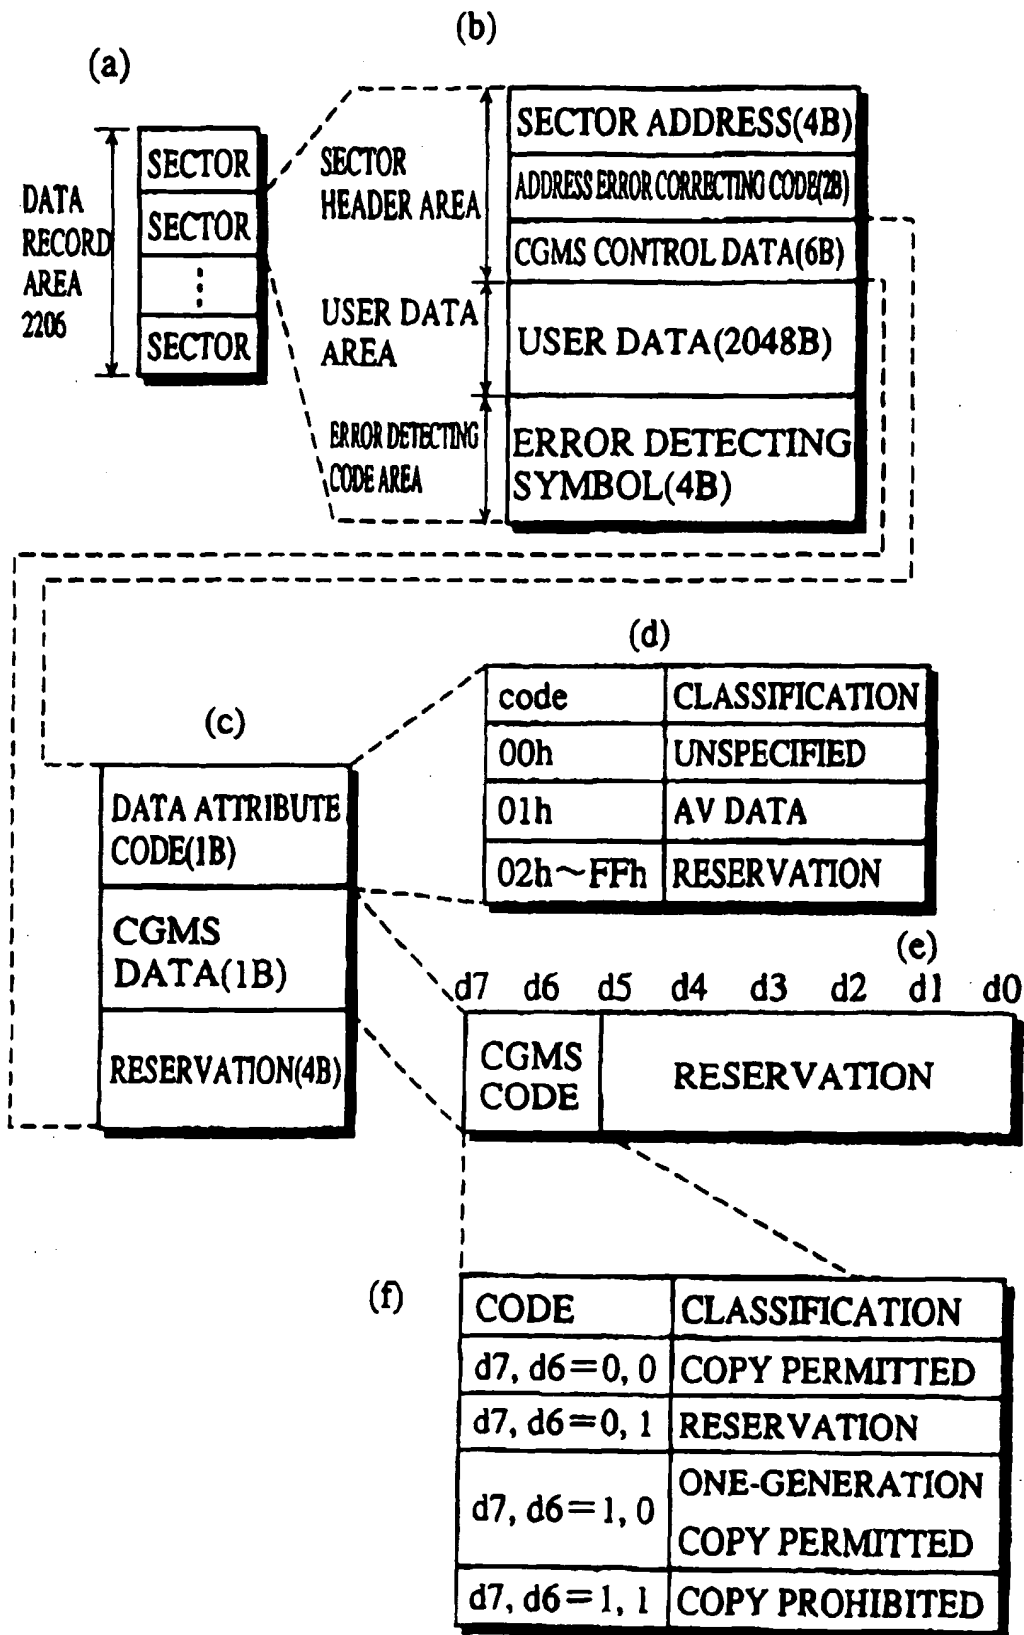 (a)
DATA
RECORD
AREA
2206
SECTOR
SECTOR
SECTOR
(b)
SECTOR
HEADER AREA
USER DATA
AREA
ERROR DETECTING
CODE AREA
SECTOR ADDRESS(4B)
ADDRESS ERROR CORRECTING CODE(2B)
CGMS CONTROL DATA(6B)
USER DATA(2048B)
ERROR DETECTING
SYMBOL(4B)
(c)
DATA ATTRIBUTE
CODE(1B)
CGMS
DATA(1B)
RESERVATION(4B)
(d)
code CLASSIFICATION
00h UNSPECIFIED
01h AV DATA
02h~FFh RESERVATION
(e)
d7 d6 d5 d4 d3 d2 d1 d0
CGMS
CODE
RESERVATION
(f)
CODE CLASSIFICATION
d7, d6=0, 0 COPY PERMITTED
d7, d6=0, 1 RESERVATION
d7, d6=1, 0 ONE-GENERATION
COPY PERMITTED
d7, d6=1, 1 COPY PROHIBITED